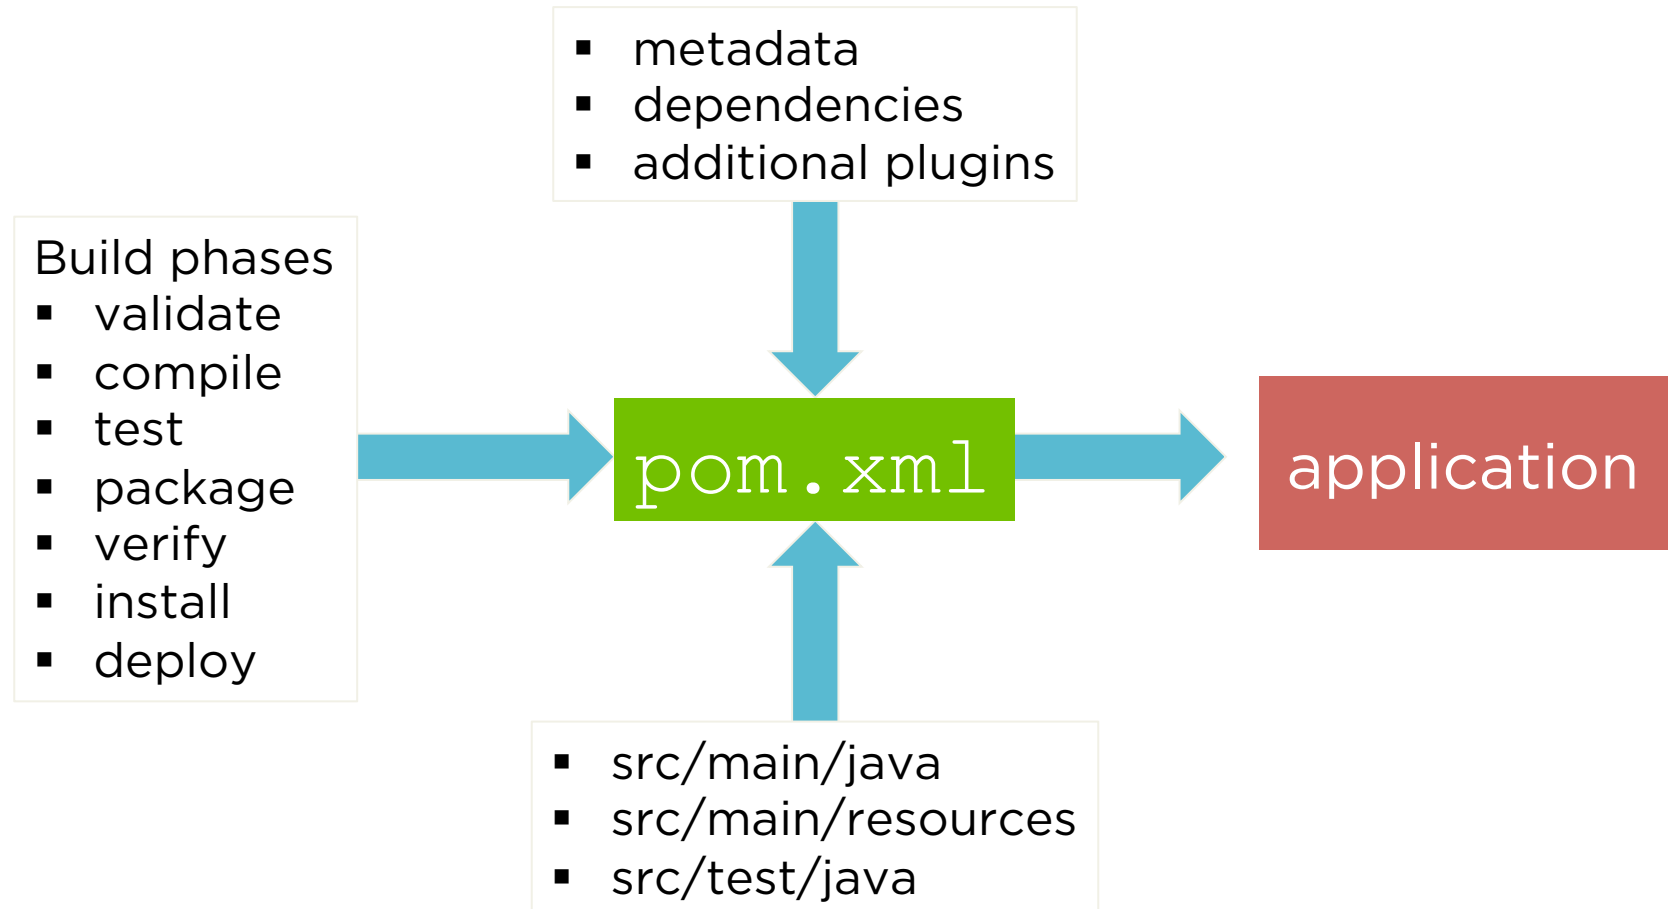 ▪ metadata
▪ dependencies
▪ additional plugins
Build phases
▪ validate
▪ compile
▪ test
▪ package
▪ verify
▪ install
▪ deploy
pom.xml
application
▪ src/main/java
▪ src/main/resources
▪ src/test/java